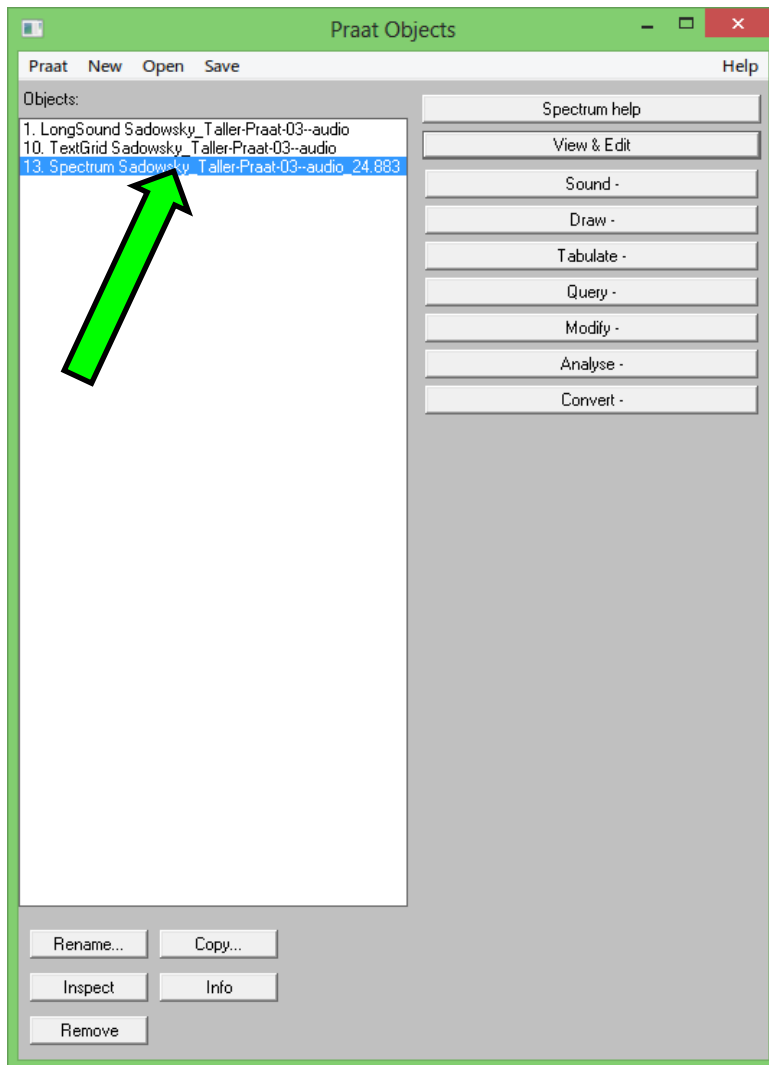 Praat Objects
Praat New Open Save Help
Objects:
1. LongSound Sadowsky_Taller-Praat-03--audio
10. TextGrid Sadowsky_Taller-Praat-03--audio
13. Spectrum Sadowsky_Taller-Praat-03--audio_24.883
Spectrum help
View & Edit
Sound -
Draw -
Tabulate -
Query -
Modify -
Analyse -
Convert -
Rename... Copy...
Inspect Info
Remove